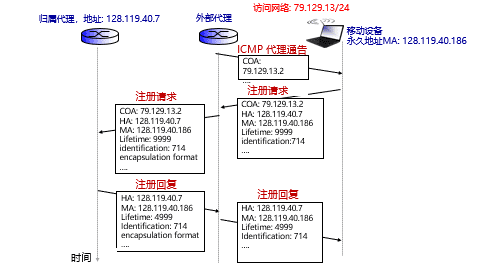 访问网络: 79.129.13/24
归属代理，地址: 128.119.40.7
外部代理
移动设备
永久地址MA: 128.119.40.186
ICMP 代理通告
COA:
79.129.13.2
....
注册请求
COA: 79.129.13.2
HA: 128.119.40.7
MA: 128.119.40.186
Lifetime: 9999
identification:714
....
注册请求
COA: 79.129.13.2
HA: 128.119.40.7
MA: 128.119.40.186
Lifetime: 9999
identification: 714
encapsulation format
....
注册回复
HA: 128.119.40.7
MA: 128.119.40.186
Lifetime: 4999
Identification: 714
encapsulation format
....
注册回复
HA: 128.119.40.7
MA: 128.119.40.186
Lifetime: 4999
Identification: 714
....
时间